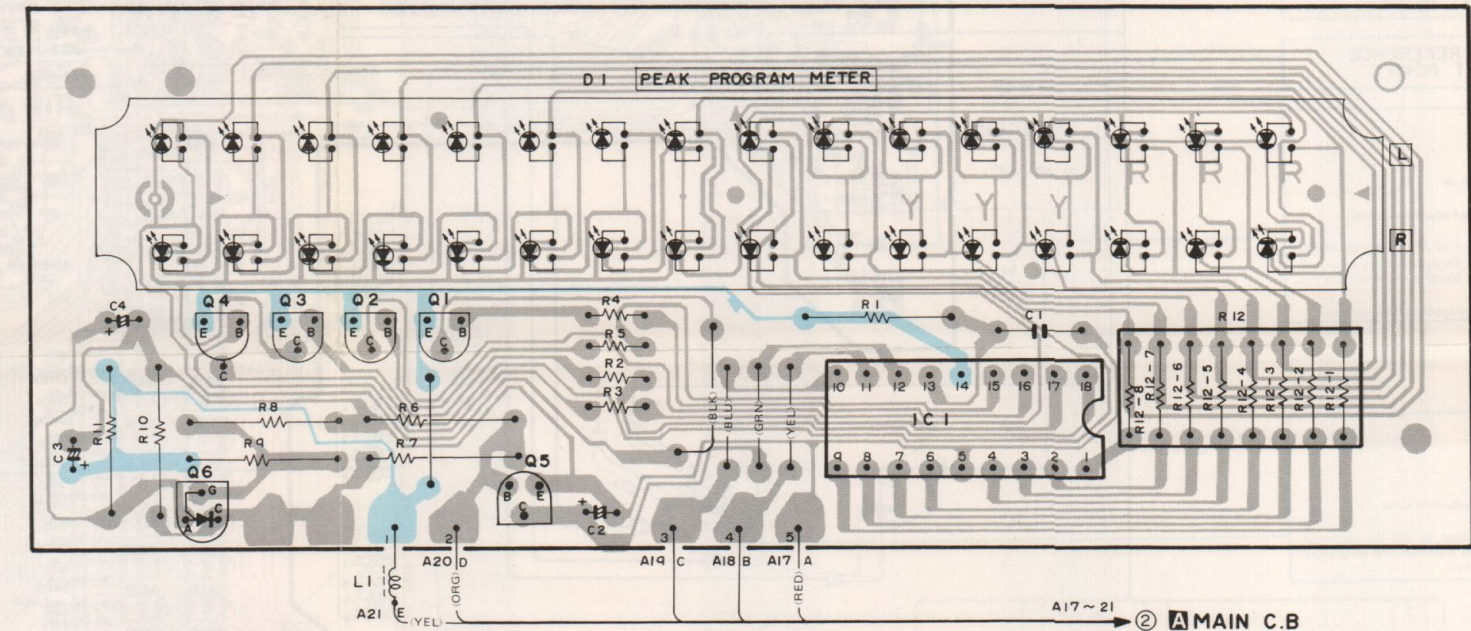 D1 PEAK PROGRAM METER
L
R R R
Y Y Y
R
C4 +
Q4 Q3 Q2 Q1
E B E B E B E B
C C C C
R4
R5
R2
R3
R1
C1
R12
10 11 12 13 14 15 16 17 18
IC1
9 8 7 6 5 4 3 2 1
R12-8 R12-7 R12-6 R12-5 R12-4 R12-3 R12-2 R12-1
(BLK) (BLU) (GRN) (YEL)
C3 +
R11 R10
R8 R6
R9 R7
Q6
G
A C
Q5
B E
C
+
C2
1 2 3 4 5
A20 D A19 C A18 B A17 A
L1
A21 E
(YEL) (ORG) (RED)
A17~21
② A MAIN C.B